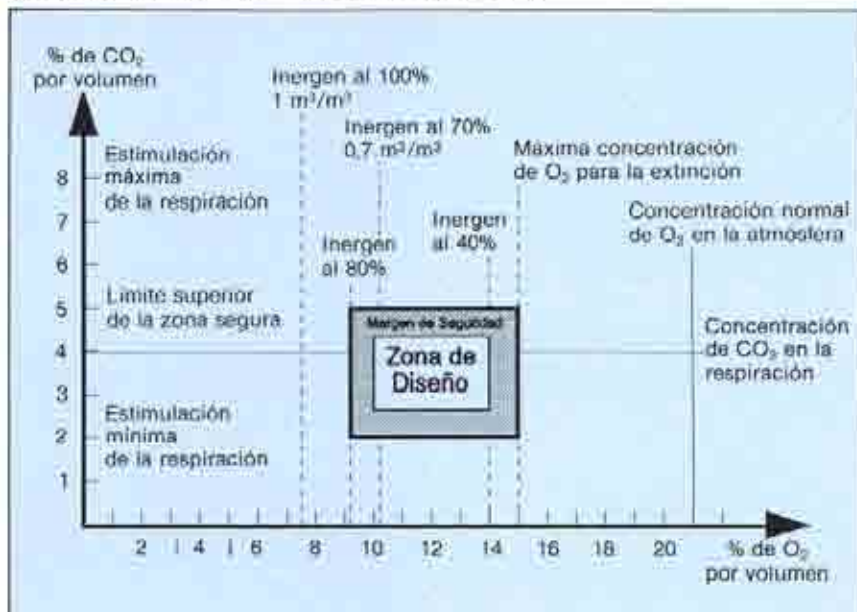 % de CO₂
por volumen
Inergen al 100%
1 m³/m³
Inergen al 70%
0,7 m³/m³
Estimulación
máxima
de la respiración
Máxima concentración
de O₂ para la extinción
Concentración normal
de O₂ en la atmósfera
Inergen
al 40%
Inergen
al 80%
Límite superior
de la zona segura
Margen de Seguridad
Zona de
Diseño
Concentración
de CO₂ en la
respiración
Estimulación
mínima
de la respiración
8
7
6
5
4
3
2
1
2 4 6 8 10 12 14 16 18 20
% de O₂
por volumen